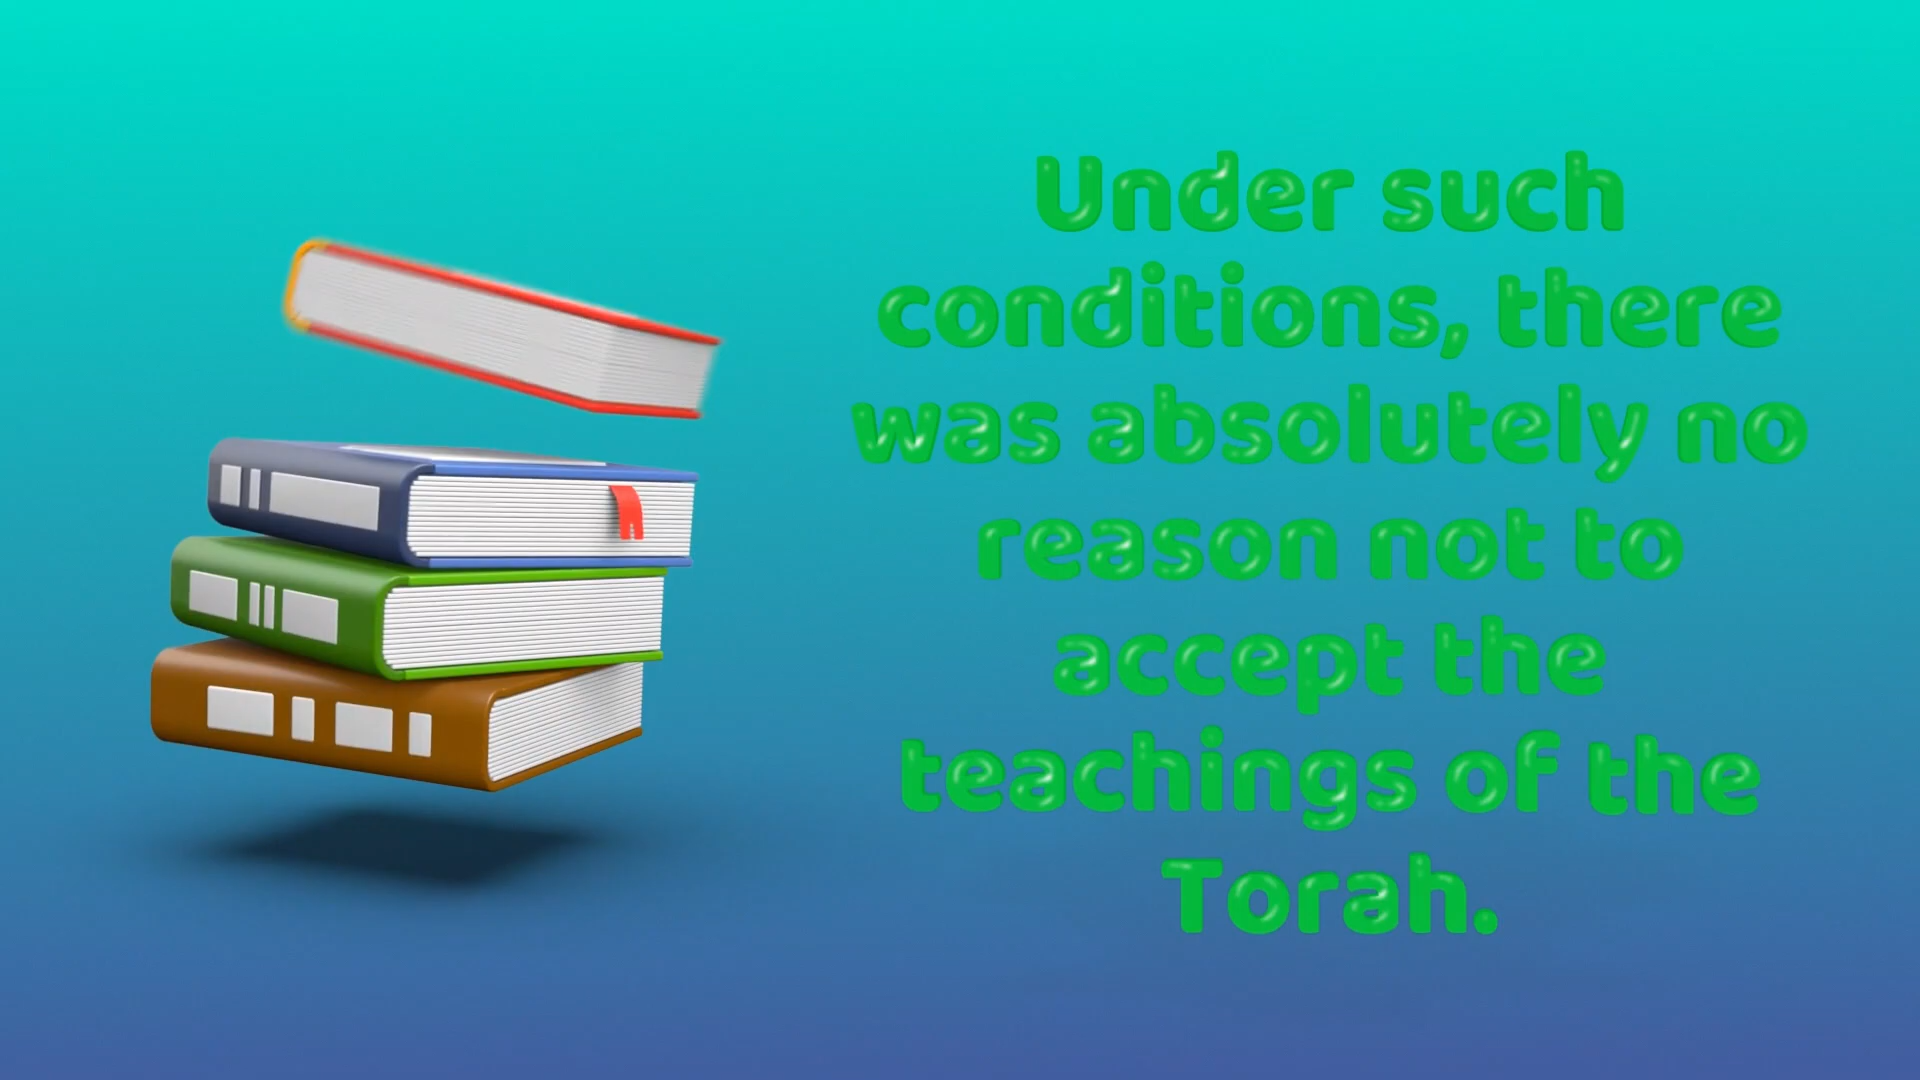 Under such
conditions, there
was absolutely no
reason not to
accept the
teachings of the
Torah.